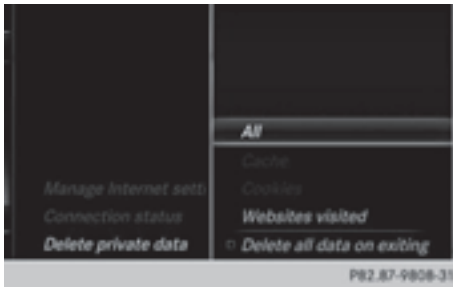 Manage Internet sett
Connection status
Delete private data
All
Cache
Cookies
Websites visited
Delete all data on exiting
P82.87-9808-31